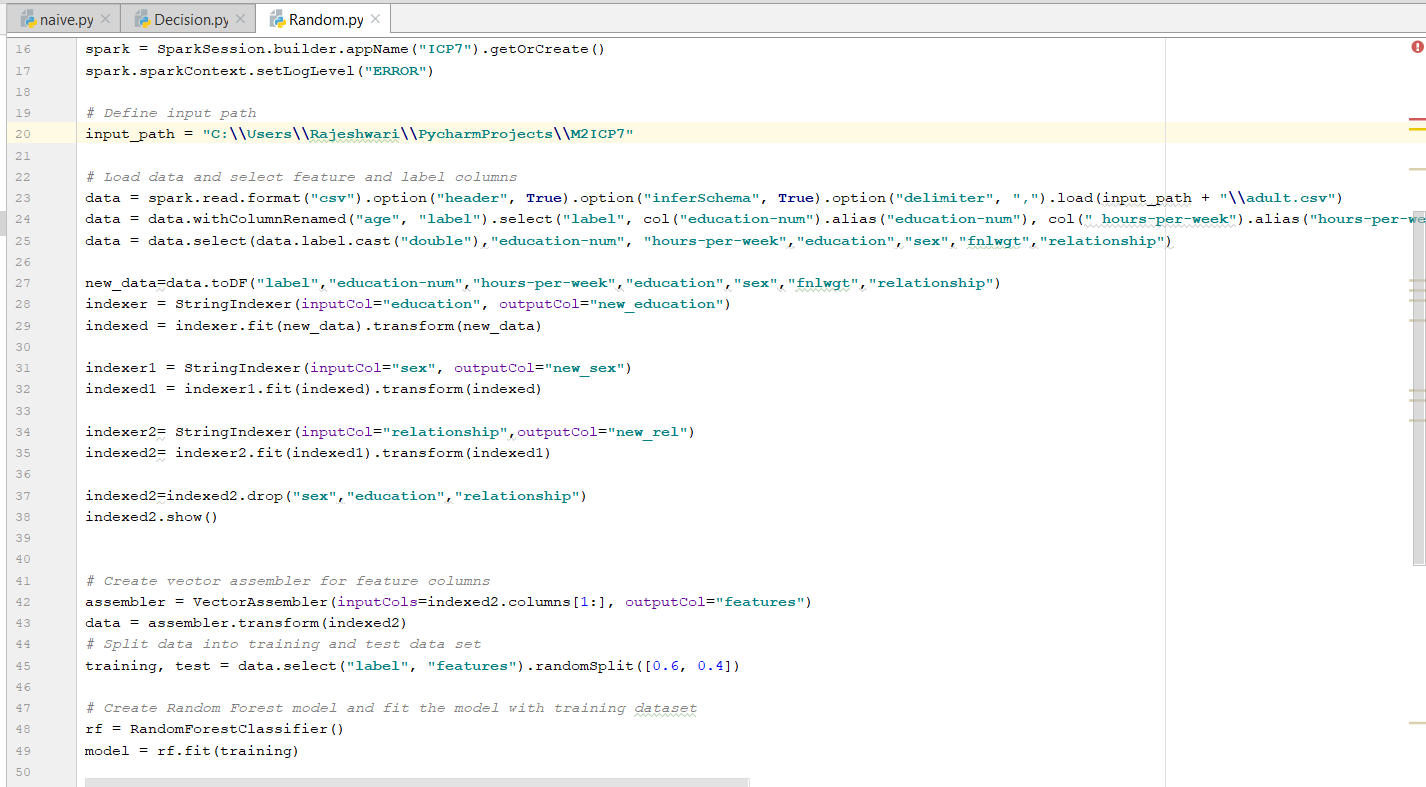 naive.py Decision.py Random.py
16 spark = SparkSession.builder.appName("ICP7").getOrCreate()
17 spark.sparkContext.setLogLevel("ERROR")
18
19 # Define input path
20 input_path = "C:\\Users\\Rajeshwari\\PycharmProjects\\M2ICP7"
21
22 # Load data and select feature and label columns
23 data = spark.read.format("csv").option("header", True).option("inferSchema", True).option("delimiter", ",").load(input_path + "\\adult.csv")
24 data = data.withColumnRenamed("age", "label").select("label", col("education-num").alias("education-num"), col(" hours-per-week").alias("hours-per-we
25 data = data.select(data.label.cast("double"),"education-num", "hours-per-week","education","sex","fnlwgt","relationship")
26
27 new_data=data.toDF("label","education-num","hours-per-week","education","sex","fnlwgt","relationship")
28 indexer = StringIndexer(inputCol="education", outputCol="new_education")
29 indexed = indexer.fit(new_data).transform(new_data)
30
31 indexer1 = StringIndexer(inputCol="sex", outputCol="new_sex")
32 indexed1 = indexer1.fit(indexed).transform(indexed)
33
34 indexer2= StringIndexer(inputCol="relationship",outputCol="new_rel")
35 indexed2= indexer2.fit(indexed1).transform(indexed1)
36
37 indexed2=indexed2.drop("sex","education","relationship")
38 indexed2.show()
39
40
41 # Create vector assembler for feature columns
42 assembler = VectorAssembler(inputCols=indexed2.columns[1:], outputCol="features")
43 data = assembler.transform(indexed2)
44 # Split data into training and test data set
45 training, test = data.select("label", "features").randomSplit([0.6, 0.4])
46
47 # Create Random Forest model and fit the model with training dataset
48 rf = RandomForestClassifier()
49 model = rf.fit(training)
50